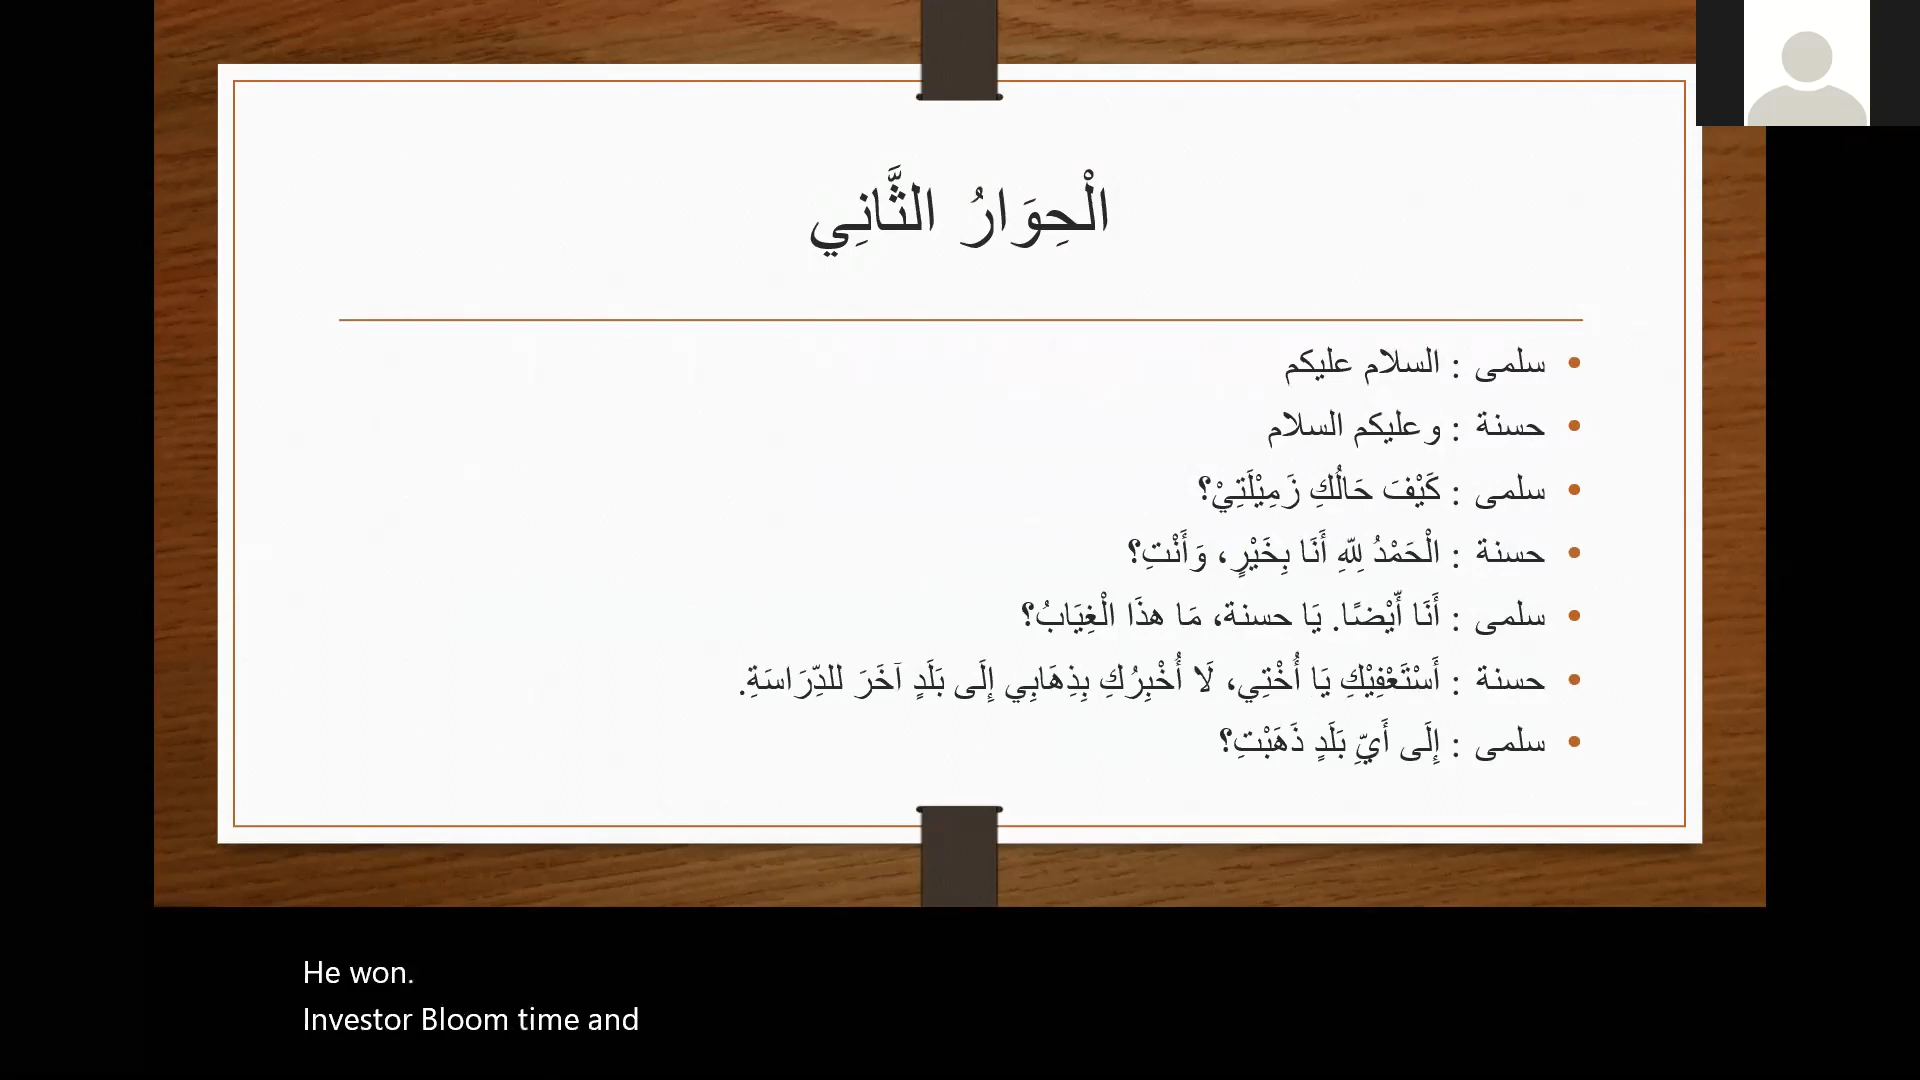 الْحِوَارُ الثَّانِي
• سلمى : السلام عليكم
• حسنة : وعليكم السلام
• سلمى : كَيْفَ حَالُكِ زَمِيْلَتِيْ؟
• حسنة : الْحَمْدُ لِلّٰهِ أَنَا بِخَيْرٍ، وَأَنْتِ؟
• سلمى : أَنَا أَيْضًا. يَا حسنة، مَا هذَا الْغِيَابُ؟
• حسنة : أَسْتَعْفِيْكِ يَا أُخْتِي، لَا أُخْبِرُكِ بِذِهَابِي إِلَى بَلَدٍ آخَرَ للدِّرَاسَةِ.
• سلمى : إِلَى أَيِّ بَلَدٍ ذَهَبْتِ؟
He won.
Investor Bloom time and